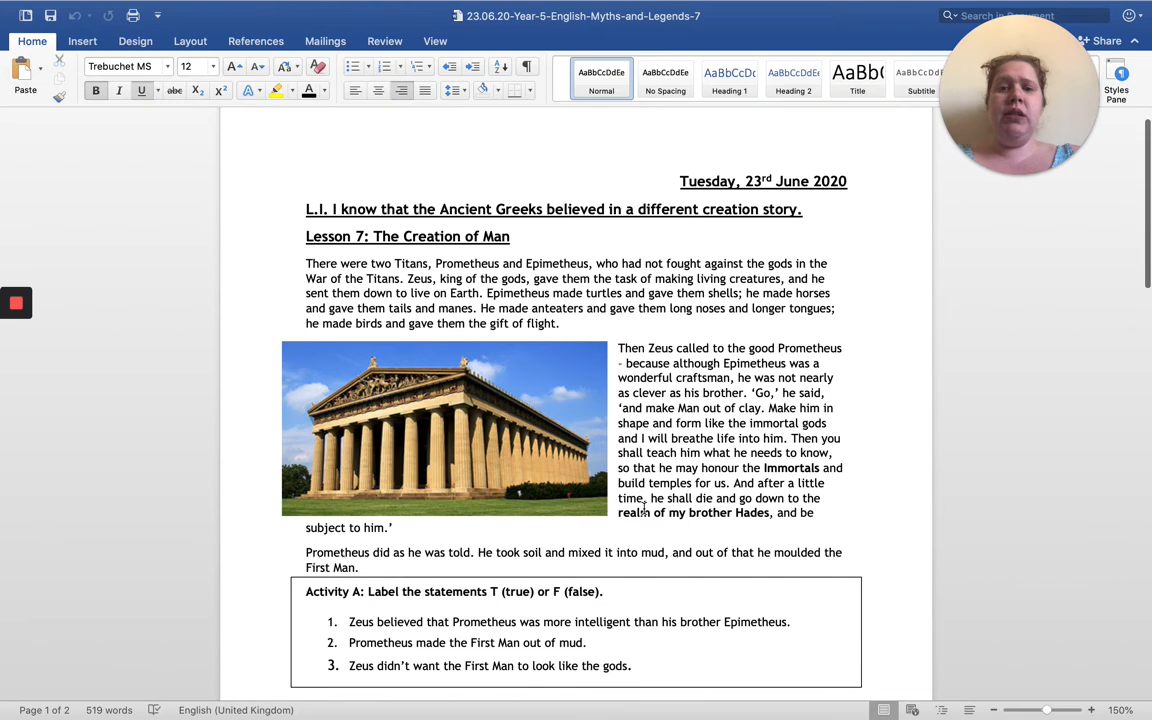 23.06.20-Year-5-English-Myths-and-Legends-7
Search in Document
Home Insert Design Layout References Mailings Review View
Share
Paste
Trebuchet MS 12
B I U abc X2 X2 A A
AaBbCcDdEe AaBbCcDdEe AaBbCcDc AaBbCcDdEe AaBb( AaBbCcDdEe
Normal No Spacing Heading 1 Heading 2 Title Subtitle
Styles
Pane
Tuesday, 23rd June 2020
L.I. I know that the Ancient Greeks believed in a different creation story.
Lesson 7: The Creation of Man
There were two Titans, Prometheus and Epimetheus, who had not fought against the gods in the
War of the Titans. Zeus, king of the gods, gave them the task of making living creatures, and he
sent them down to live on Earth. Epimetheus made turtles and gave them shells; he made horses
and gave them tails and manes. He made anteaters and gave them long noses and longer tongues;
he made birds and gave them the gift of flight.
Then Zeus called to the good Prometheus
- because although Epimetheus was a
wonderful craftsman, he was not nearly
as clever as his brother. ‘Go,’ he said,
‘and make Man out of clay. Make him in
shape and form like the immortal gods
and I will breathe life into him. Then you
shall teach him what he needs to know,
so that he may honour the Immortals and
build temples for us. And after a little
time, he shall die and go down to the
realm of my brother Hades, and be
subject to him.’
Prometheus did as he was told. He took soil and mixed it into mud, and out of that he moulded the
First Man.
Activity A: Label the statements T (true) or F (false).
1. Zeus believed that Prometheus was more intelligent than his brother Epimetheus.
2. Prometheus made the First Man out of mud.
3. Zeus didn’t want the First Man to look like the gods.
Page 1 of 2 519 words English (United Kingdom) 150%